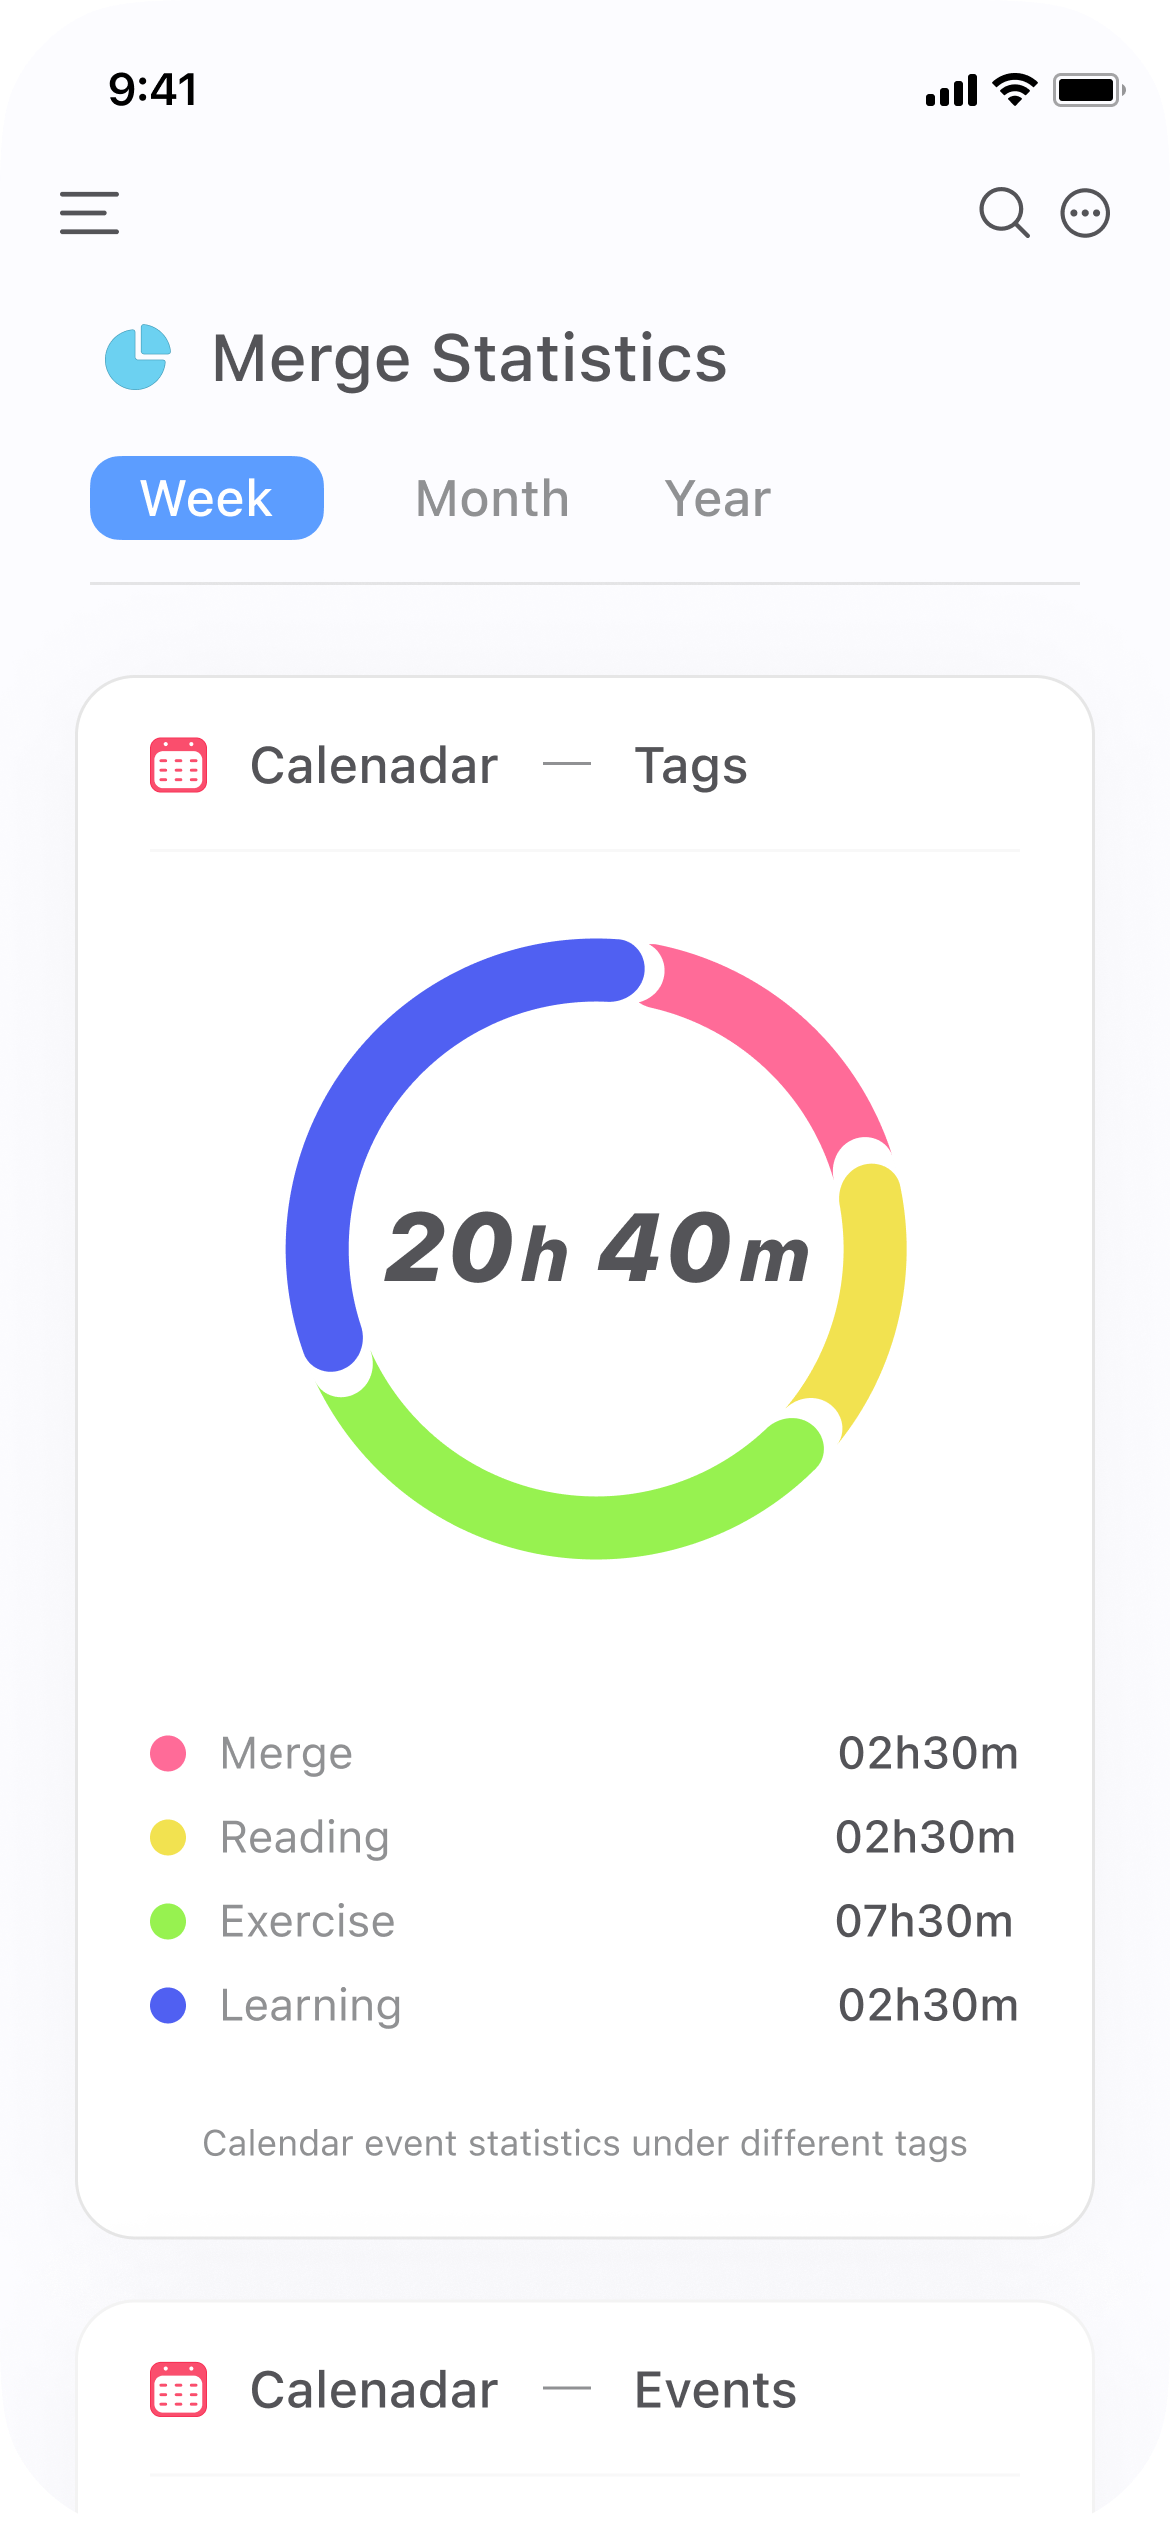 9:41
Merge Statistics
Week Month Year
Calenadar — Tags
20h 40m
Merge 02h30m
Reading 02h30m
Exercise 07h30m
Learning 02h30m
Calendar event statistics under different tags
Calenadar — Events